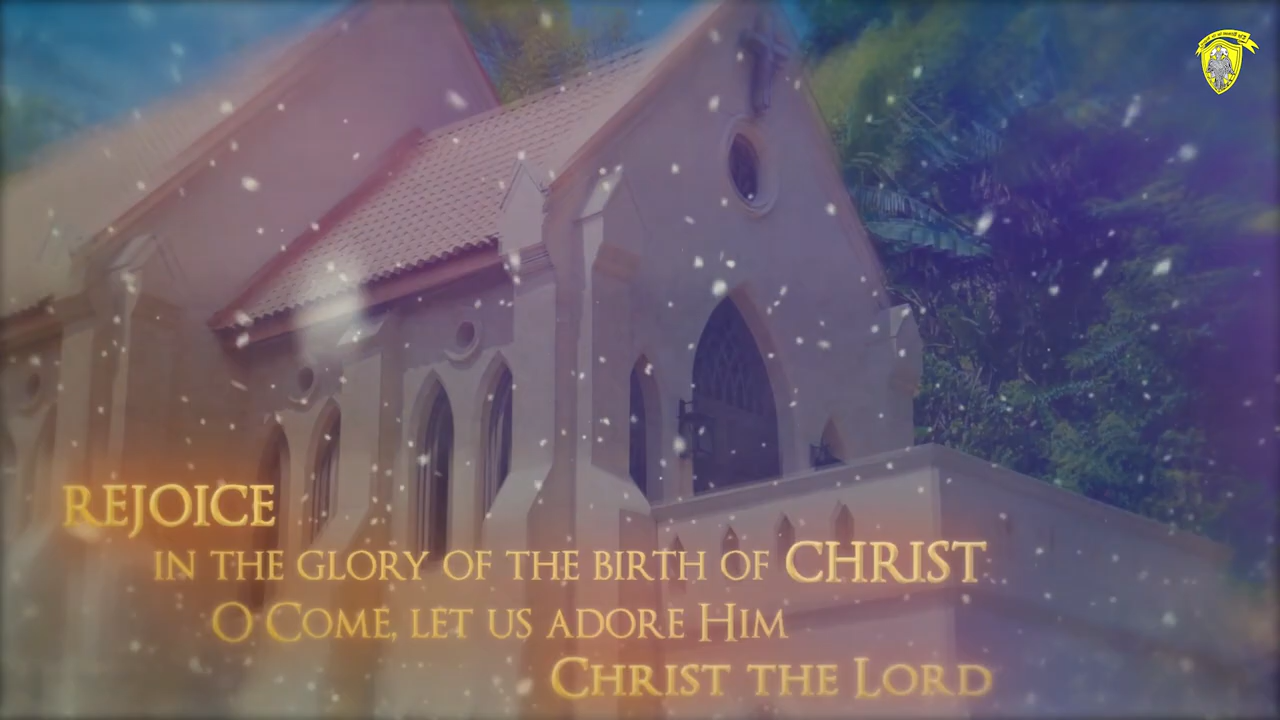 REJOICE
IN THE GLORY OF THE BIRTH OF CHRIST
O COME, LET US ADORE HIM
CHRIST THE LORD